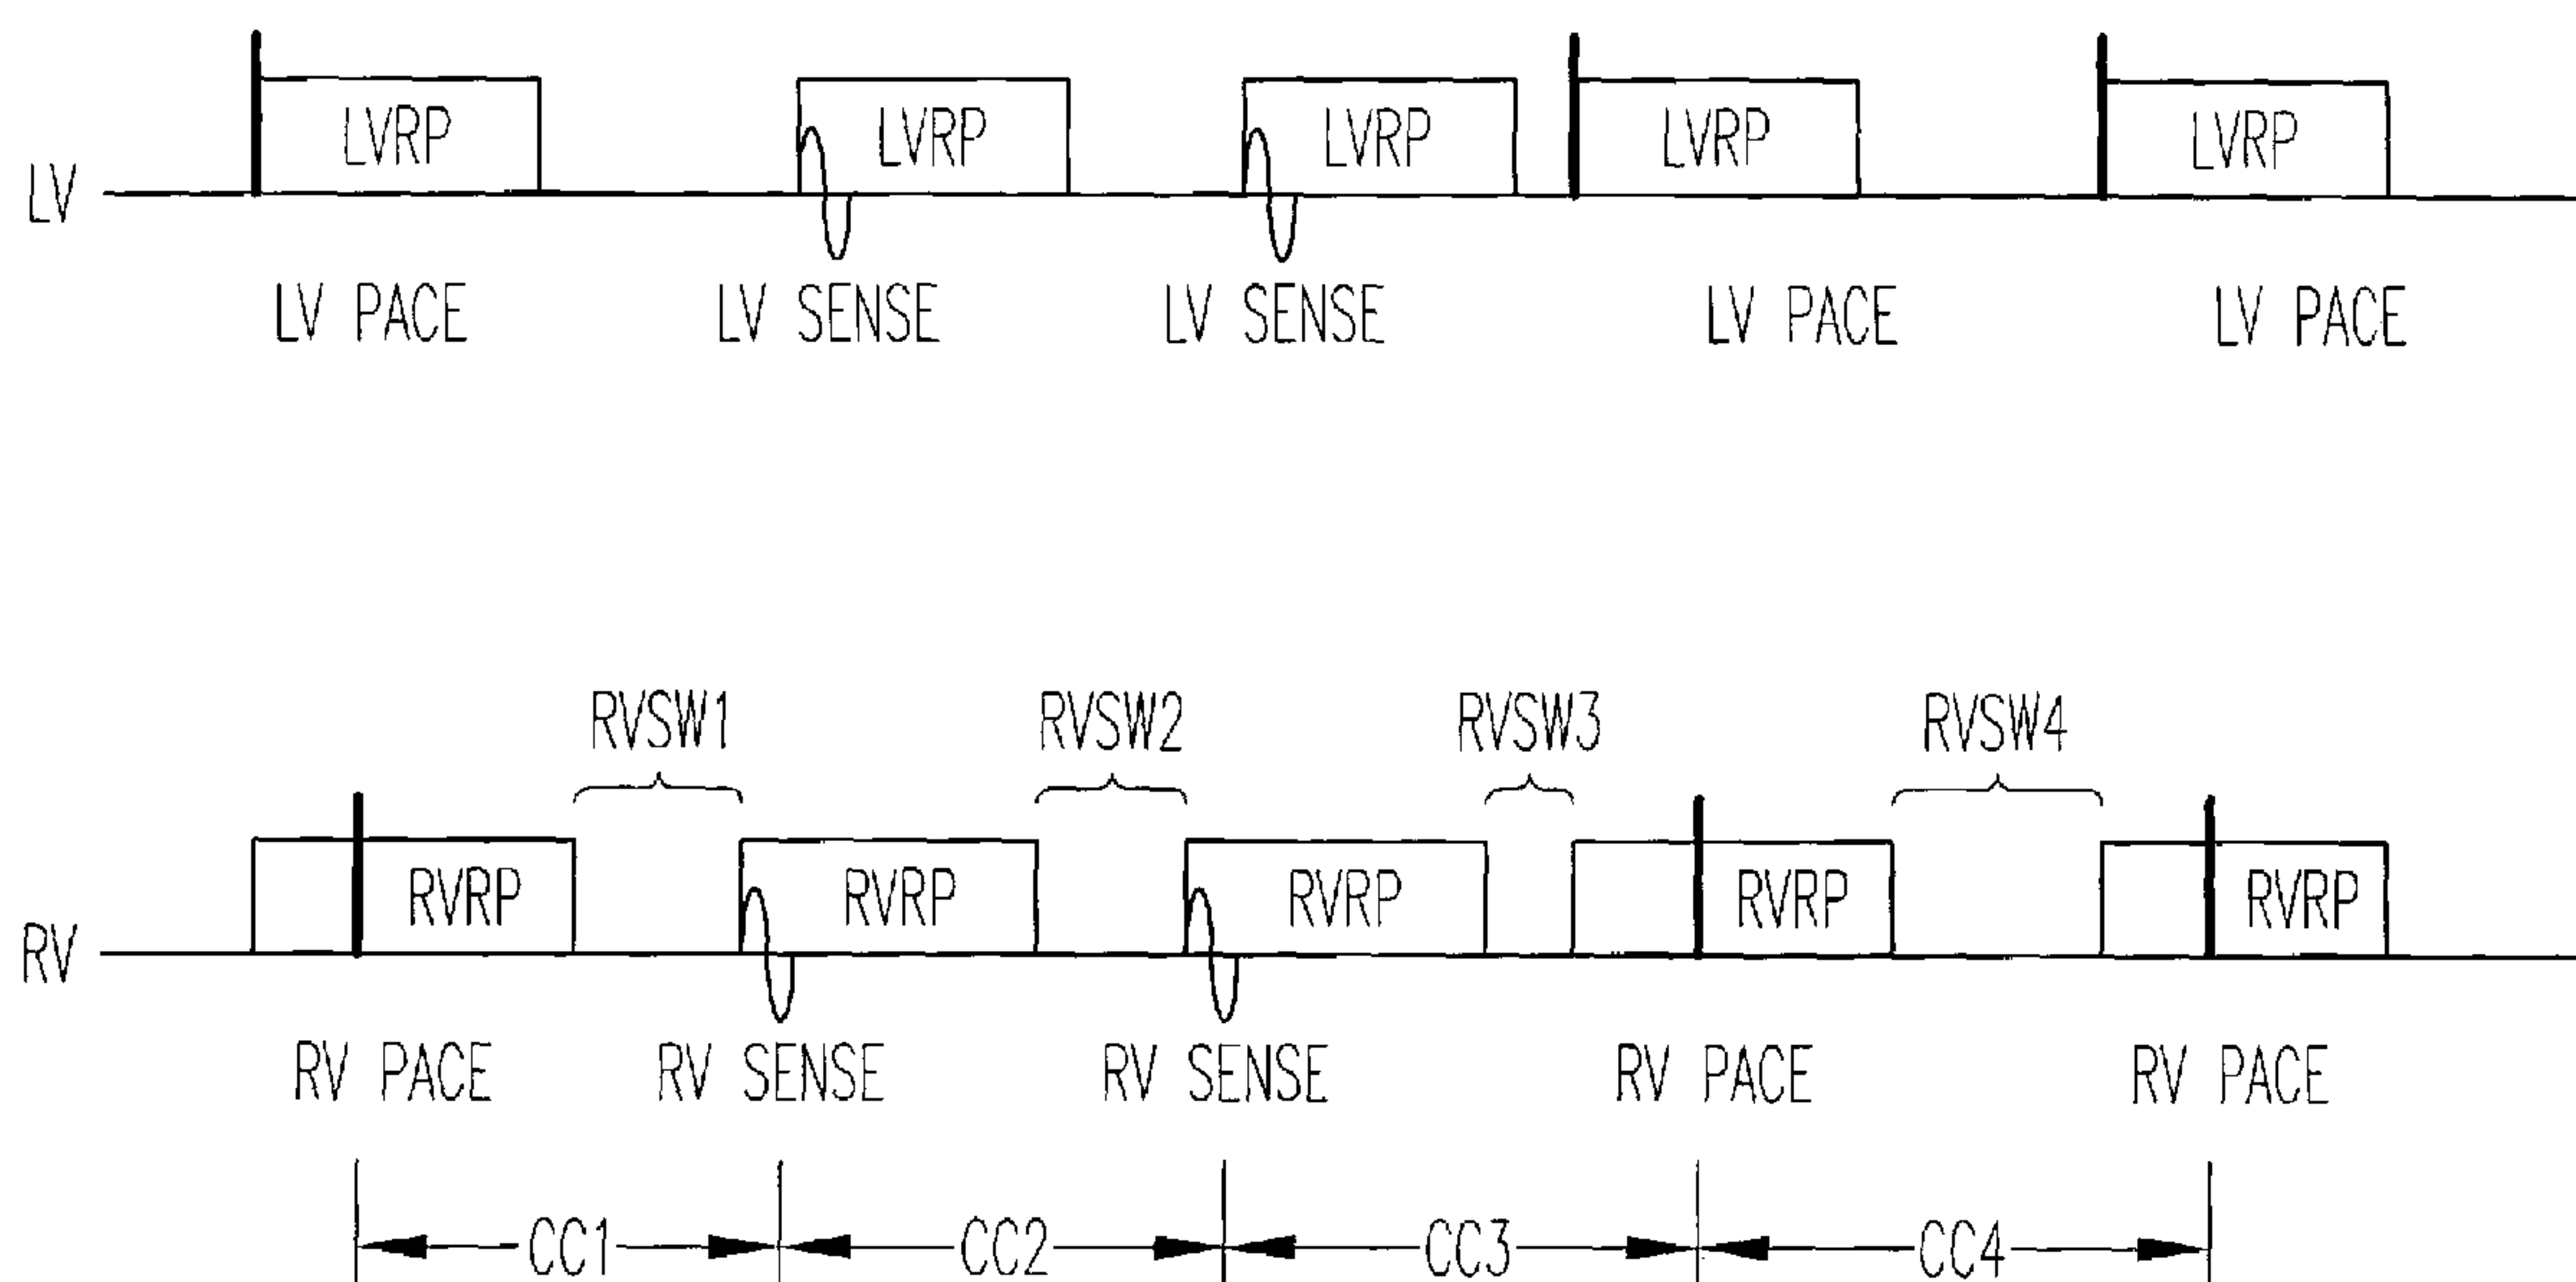 LVRP LVRP LVRP LVRP LVRP
LV
LV PACE LV SENSE LV SENSE LV PACE LV PACE
RVSW1 RVSW2 RVSW3 RVSW4
RVRP RVRP RVRP RVRP RVRP
RV
RV PACE RV SENSE RV SENSE RV PACE RV PACE
CC1 CC2 CC3 CC4